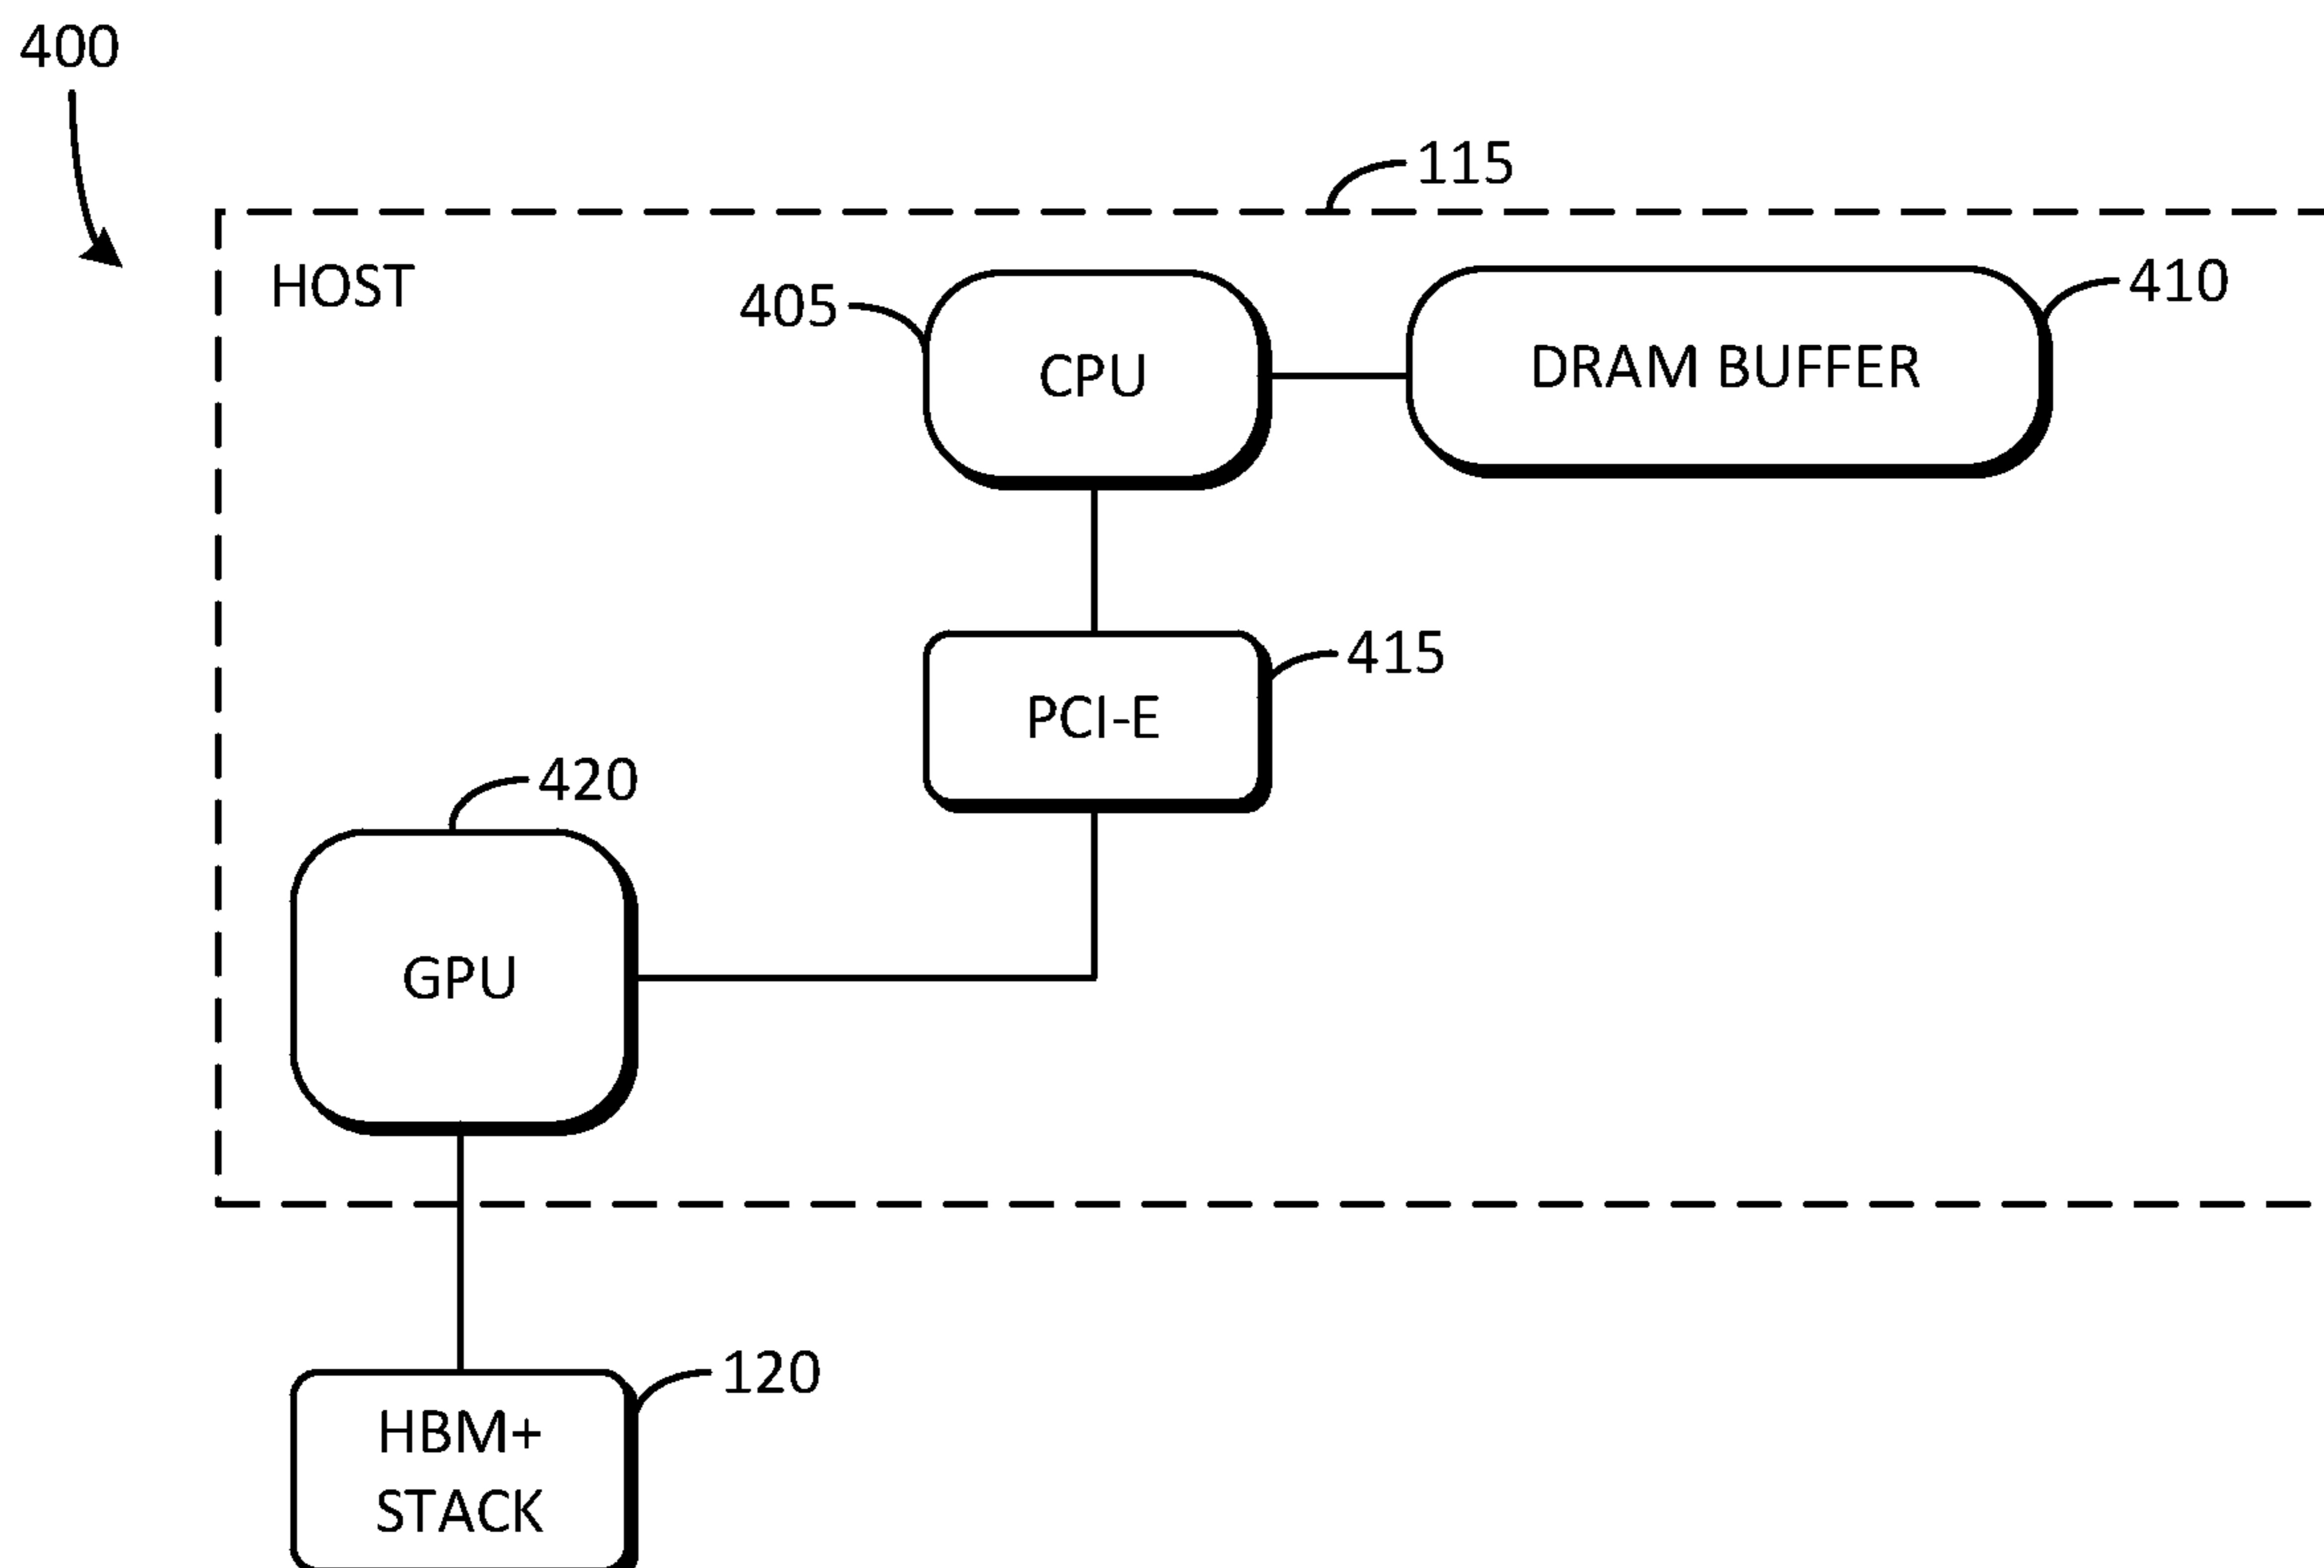 400
115
HOST
405
CPU
DRAM BUFFER
410
PCI-E
415
420
GPU
120
HBM+
STACK